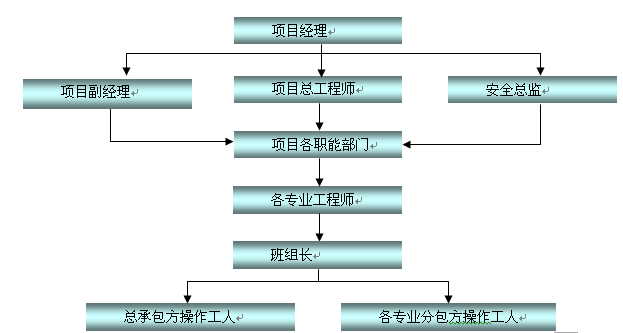 项目经理
项目副经理
项目总工程师
安全总监
项目各职能部门
各专业工程师
班组长
总承包方操作工人
各专业分包方操作工人